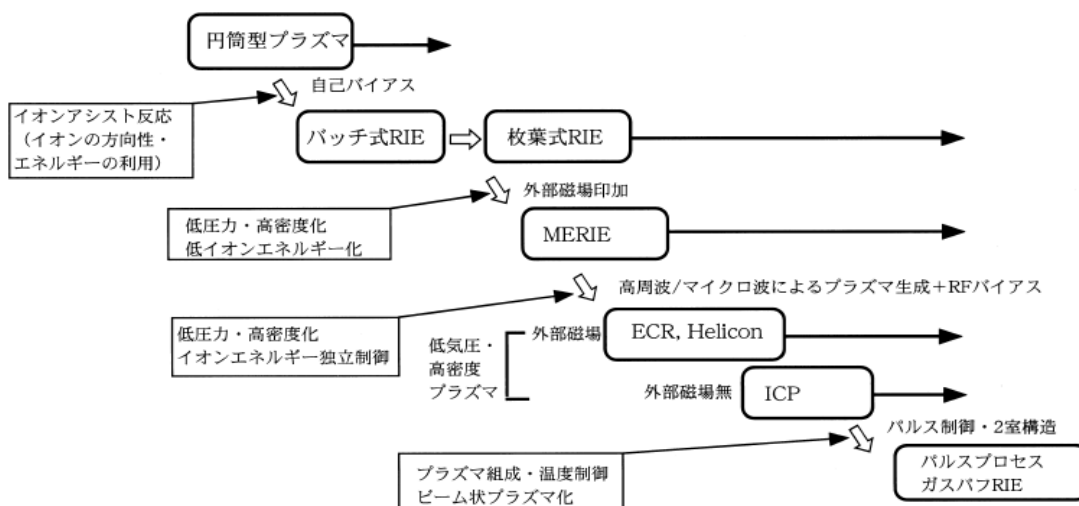 円筒型プラズマ
自己バイアス
イオンアシスト反応
（イオンの方向性・
エネルギーの利用）
バッチ式RIE
枚葉式RIE
外部磁場印加
低圧力・高密度化
低イオンエネルギー化
MERIE
高周波/マイクロ波によるプラズマ生成＋RFバイアス
低圧力・高密度化
イオンエネルギー独立制御
低気圧・
高密度
プラズマ
外部磁場
ECR, Helicon
外部磁場無
ICP
パルス制御・2室構造
プラズマ組成・温度制御
ビーム状プラズマ化
パルスプロセス
ガスパフRIE